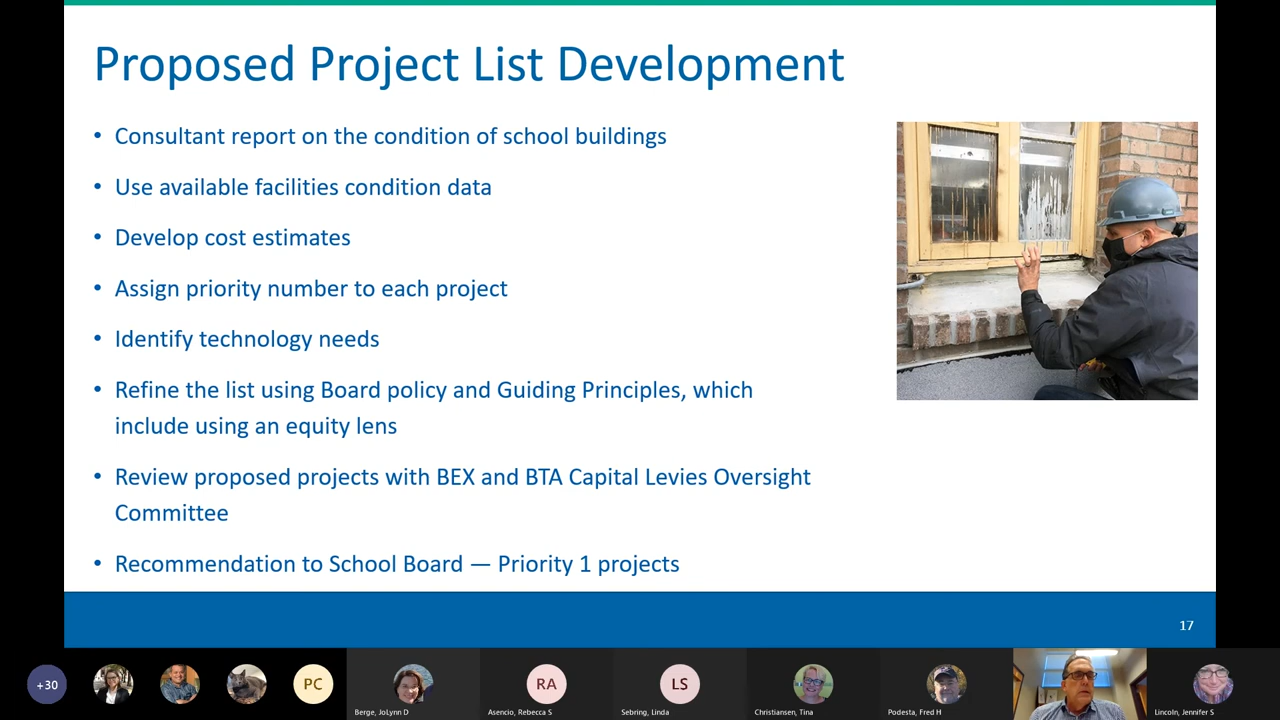 Proposed Project List Development
• Consultant report on the condition of school buildings
• Use available facilities condition data
• Develop cost estimates
• Assign priority number to each project
• Identify technology needs
• Refine the list using Board policy and Guiding Principles, which
include using an equity lens
• Review proposed projects with BEX and BTA Capital Levies Oversight
Committee
• Recommendation to School Board — Priority 1 projects
17
+30
PC
RA
LS
Berge, JoLynn D
Asencio, Rebecca S
Sebring, Linda
Christiansen, Tina
Podesta, Fred H
Lincoln, Jennifer S